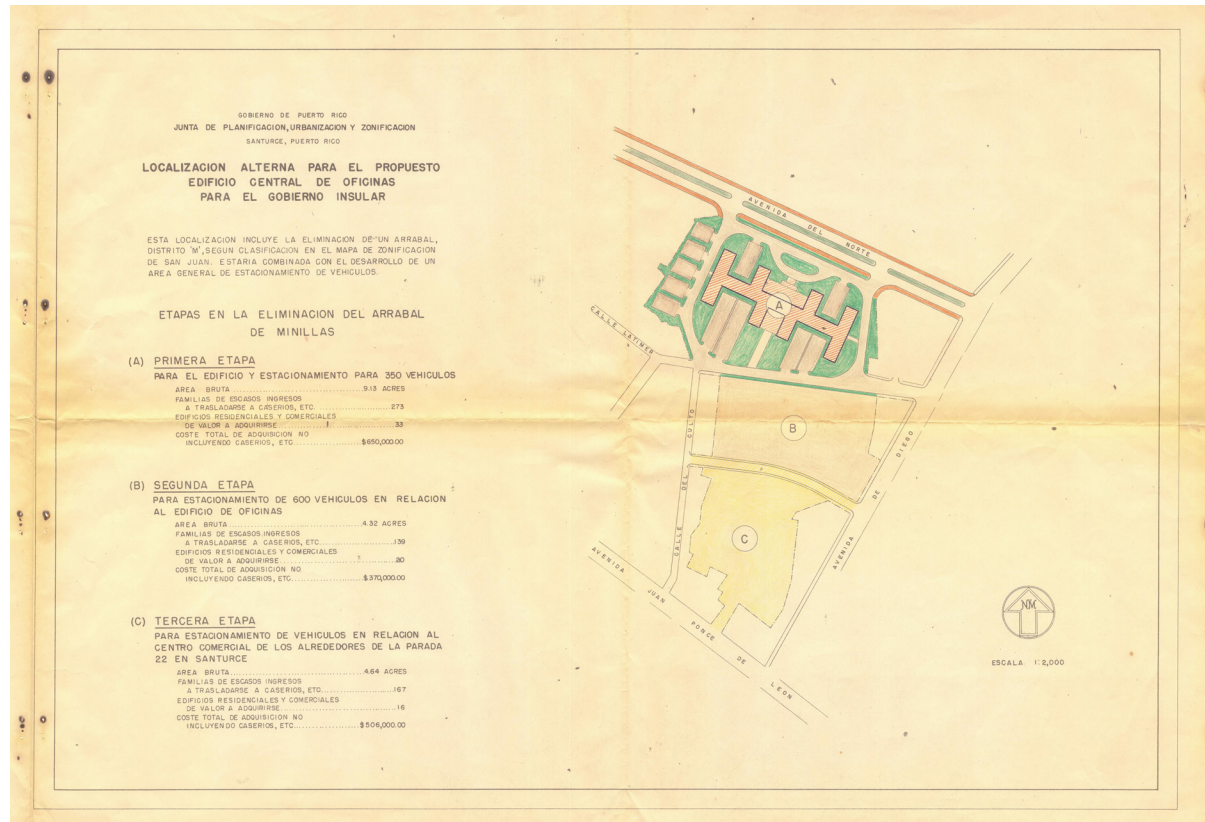 GOBIERNO DE PUERTO RICO
JUNTA DE PLANIFICACION, URBANIZACION Y ZONIFICACION
SANTURCE, PUERTO RICO
LOCALIZACION ALTERNA PARA EL PROPUESTO
EDIFICIO CENTRAL DE OFICINAS
PARA EL GOBIERNO INSULAR
ESTA LOCALIZACION INCLUYE LA ELIMINACION DE UN ARRABAL,
DISTRITO 'M', SEGUN CLASIFICACION EN EL MAPA DE ZONIFICACION
DE SAN JUAN. ESTARIA COMBINADA CON EL DESARROLLO DE UN
AREA GENERAL DE ESTACIONAMIENTO DE VEHICULOS.
ETAPAS EN LA ELIMINACION DEL ARRABAL
DE MINILLAS
(A) PRIMERA ETAPA
PARA EL EDIFICIO Y ESTACIONAMIENTO PARA 350 VEHICULOS
AREA BRUTA ........ 9.13 ACRES
FAMILIAS DE ESCASOS INGRESOS
A TRASLADARSE A CASERIOS, ETC. ........ 273
EDIFICIOS RESIDENCIALES Y COMERCIALES
DE VALOR A ADQUIRIRSE ........ 33
COSTE TOTAL DE ADQUISICION NO
INCLUYENDO CASERIOS, ETC ........ $650,000.00
(B) SEGUNDA ETAPA
PARA ESTACIONAMIENTO DE 600 VEHICULOS EN RELACION
AL EDIFICIO DE OFICINAS
AREA BRUTA ........ 4.32 ACRES
FAMILIAS DE ESCASOS INGRESOS
A TRASLADARSE A CASERIOS, ETC ........ 139
EDIFICIOS RESIDENCIALES Y COMERCIALES
DE VALOR A ADQUIRIRSE ........ 20
COSTE TOTAL DE ADQUISICION NO
INCLUYENDO CASERIOS, ETC ........ $370,000.00
(C) TERCERA ETAPA
PARA ESTACIONAMIENTO DE VEHICULOS EN RELACION AL
CENTRO COMERCIAL DE LOS ALREDEDORES DE LA PARADA
22 EN SANTURCE
AREA BRUTA ........ 4.64 ACRES
FAMILIAS DE ESCASOS INGRESOS
A TRASLADARSE A CASERIOS, ETC ........ 167
EDIFICIOS RESIDENCIALES Y COMERCIALES
DE VALOR A ADQUIRIRSE ........ 16
COSTE TOTAL DE ADQUISICION NO
INCLUYENDO CASERIOS, ETC ........ $506,000.00
AVENIDA DEL NORTE
A
CALLE LATIMER
CALLE DEL CULTO
B
AVENIDA DE DIEGO
C
AVENIDA JUAN PONCE DE LEON
NM
ESCALA 1:2,000